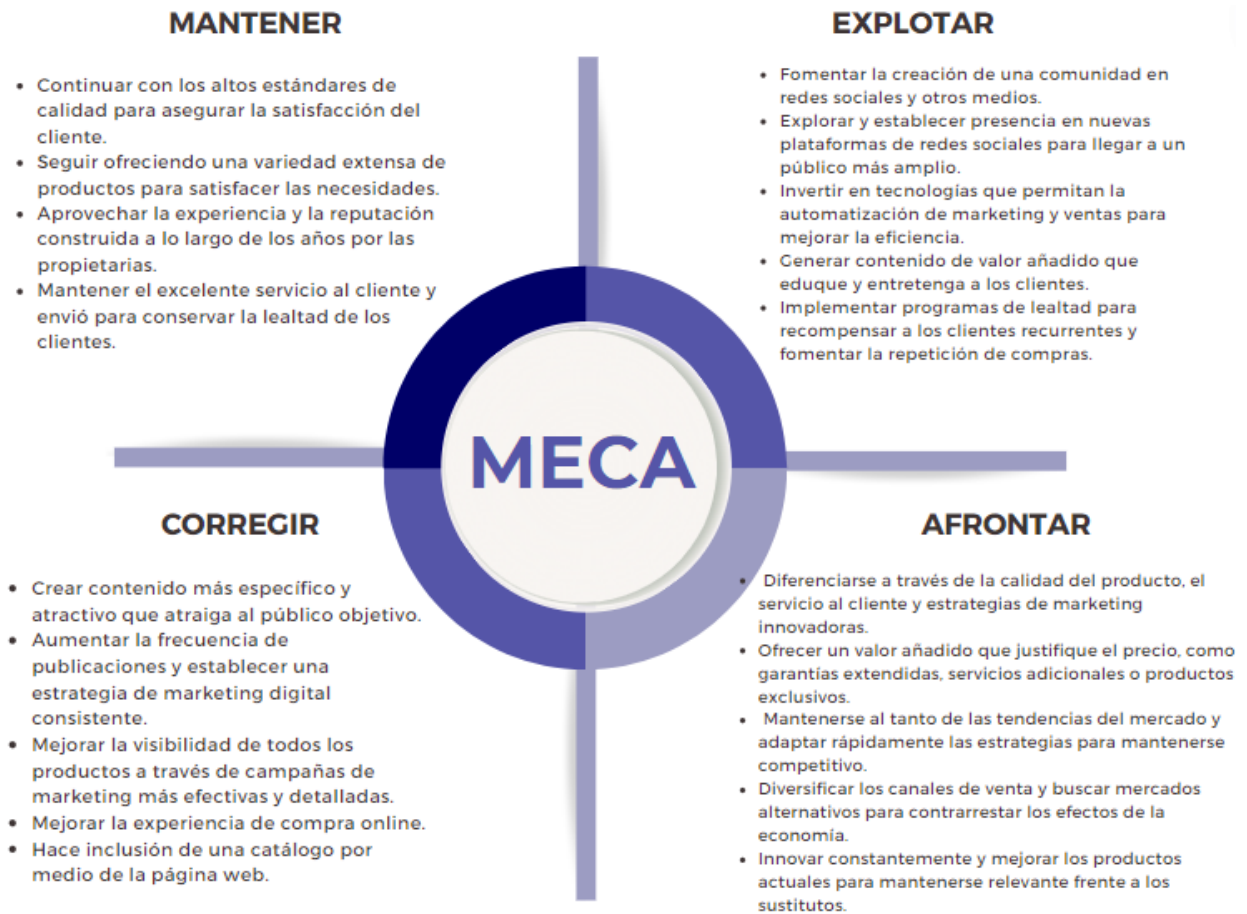 MANTENER
• Continuar con los altos estándares de
calidad para asegurar la satisfacción del
cliente.
• Seguir ofreciendo una variedad extensa de
productos para satisfacer las necesidades.
• Aprovechar la experiencia y la reputación
construida a lo largo de los años por las
propietarias.
• Mantener el excelente servicio al cliente y
envió para conservar la lealtad de los
clientes.
EXPLOTAR
• Fomentar la creación de una comunidad en
redes sociales y otros medios.
• Explorar y establecer presencia en nuevas
plataformas de redes sociales para llegar a un
público más amplio.
• Invertir en tecnologías que permitan la
automatización de marketing y ventas para
mejorar la eficiencia.
• Generar contenido de valor añadido que
eduque y entretenga a los clientes.
• Implementar programas de lealtad para
recompensar a los clientes recurrentes y
fomentar la repetición de compras.
MECA
CORREGIR
• Crear contenido más específico y
atractivo que atraiga al público objetivo.
• Aumentar la frecuencia de
publicaciones y establecer una
estrategia de marketing digital
consistente.
• Mejorar la visibilidad de todos los
productos a través de campañas de
marketing más efectivas y detalladas.
• Mejorar la experiencia de compra online.
• Hace inclusión de una catálogo por
medio de la página web.
AFRONTAR
• Diferenciarse a través de la calidad del producto, el
servicio al cliente y estrategias de marketing
innovadoras.
• Ofrecer un valor añadido que justifique el precio, como
garantías extendidas, servicios adicionales o productos
exclusivos.
• Mantenerse al tanto de las tendencias del mercado y
adaptar rápidamente las estrategias para mantenerse
competitivo.
• Diversificar los canales de venta y buscar mercados
alternativos para contrarrestar los efectos de la
economía.
• Innovar constantemente y mejorar los productos
actuales para mantenerse relevante frente a los
sustitutos.